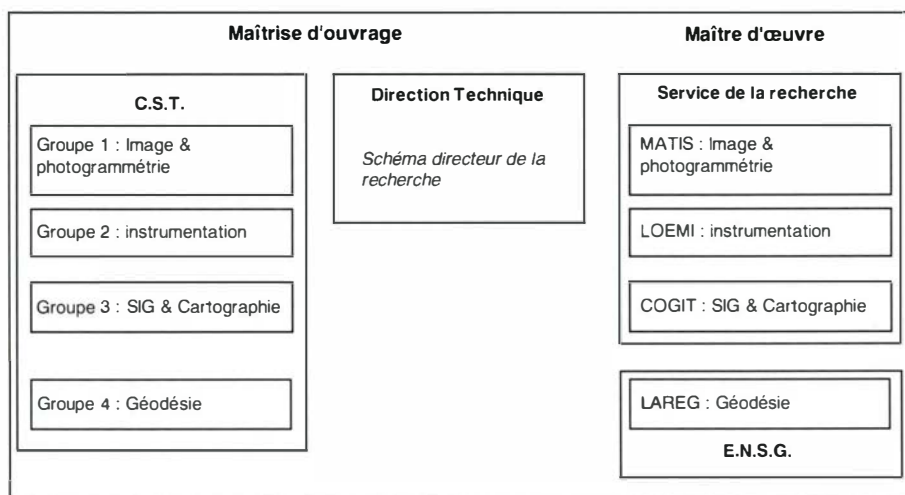 Maîtrise d'ouvrage
Maître d'œuvre
C.S.T.
Groupe 1 : Image &
photogrammétrie
Groupe 2 : instrumentation
Groupe 3 : SIG & Cartographie
Groupe 4 : Géodésie
Direction Technique
Schéma directeur de la
recherche
Service de la recherche
MATIS : Image &
photogrammétrie
LOEMI : instrumentation
COGIT : SIG & Cartographie
LAREG : Géodésie
E.N.S.G.